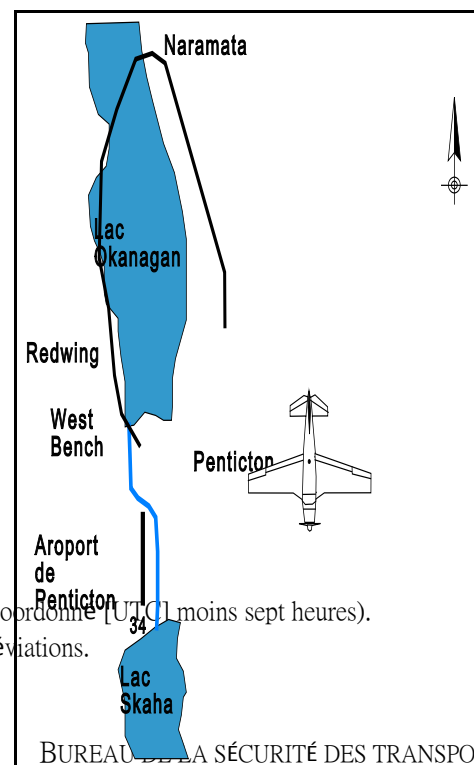 Naramata
Lac
Okanagan
Redwing
West
Bench
Penticton
Aroport
de
Penticton
oordonné [UTC] moins sept heures).
34
éviations.
Lac
Skaha
BUREAU DE LA SÉCURITÉ DES TRANSPO